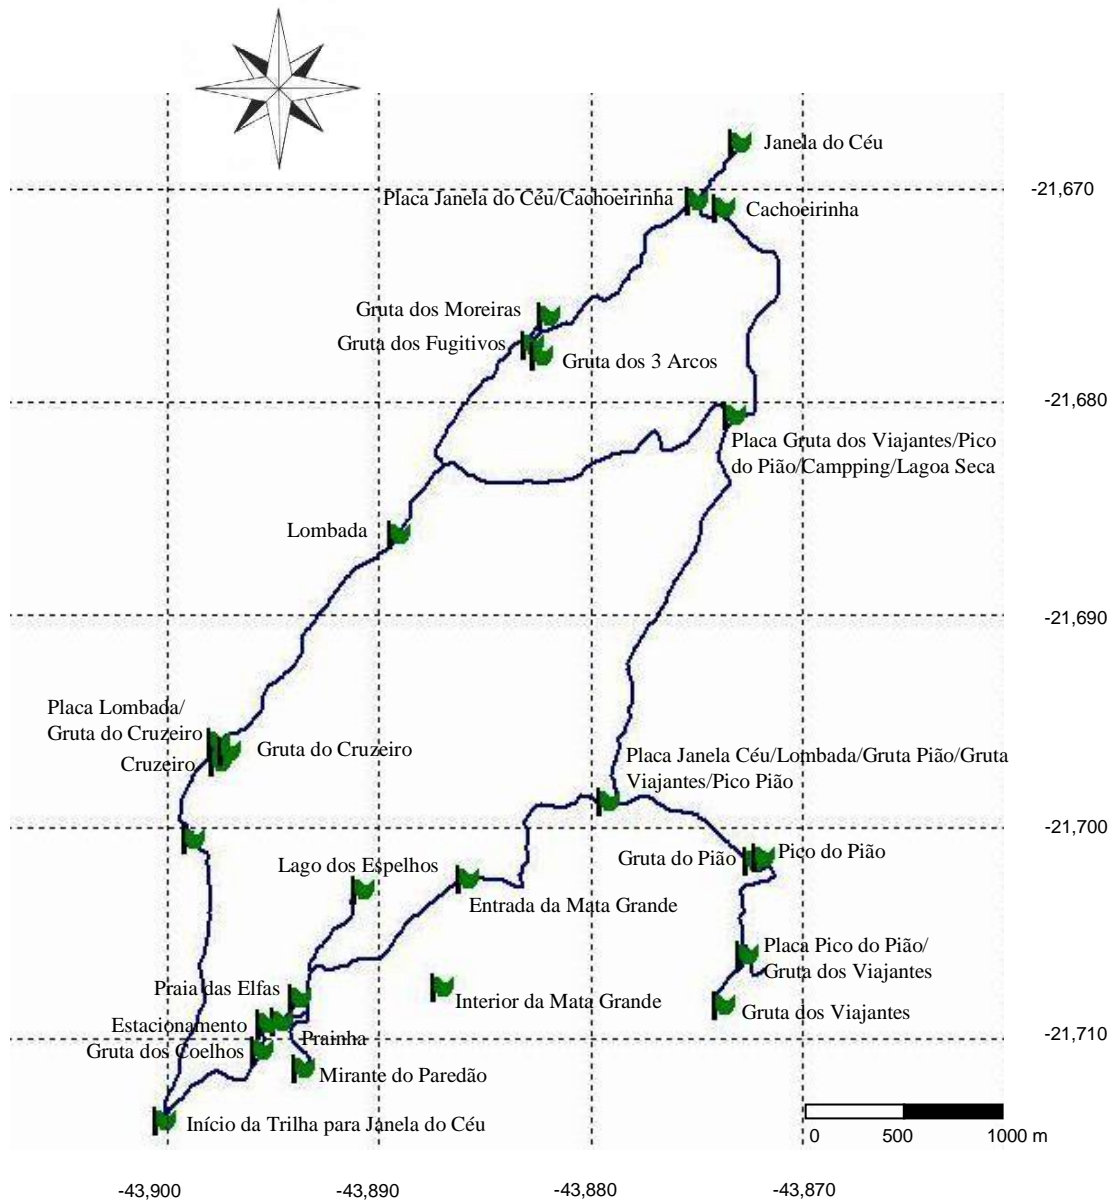 Janela do Céu
-21,670
Placa Janela do Céu/Cachoeirinha
Cachoeirinha
Gruta dos Moreiras
Gruta dos Fugitivos
Gruta dos 3 Arcos
-21,680
Placa Gruta dos Viajantes/Pico
do Pião/Campping/Lagoa Seca
Lombada
-21,690
Placa Lombada/
Gruta do Cruzeiro
Gruta do Cruzeiro
Cruzeiro
Placa Janela Céu/Lombada/Gruta Pião/Gruta
Viajantes/Pico Pião
-21,700
Gruta do Pião
Pico do Pião
Lago dos Espelhos
Entrada da Mata Grande
Placa Pico do Pião/
Gruta dos Viajantes
Praia das Elfas
Interior da Mata Grande
Gruta dos Viajantes
Estacionamento
Prainha
-21,710
Gruta dos Coelhos
Mirante do Paredão
Início da Trilha para Janela do Céu
0 500 1000 m
-43,900 -43,890 -43,880 -43,870